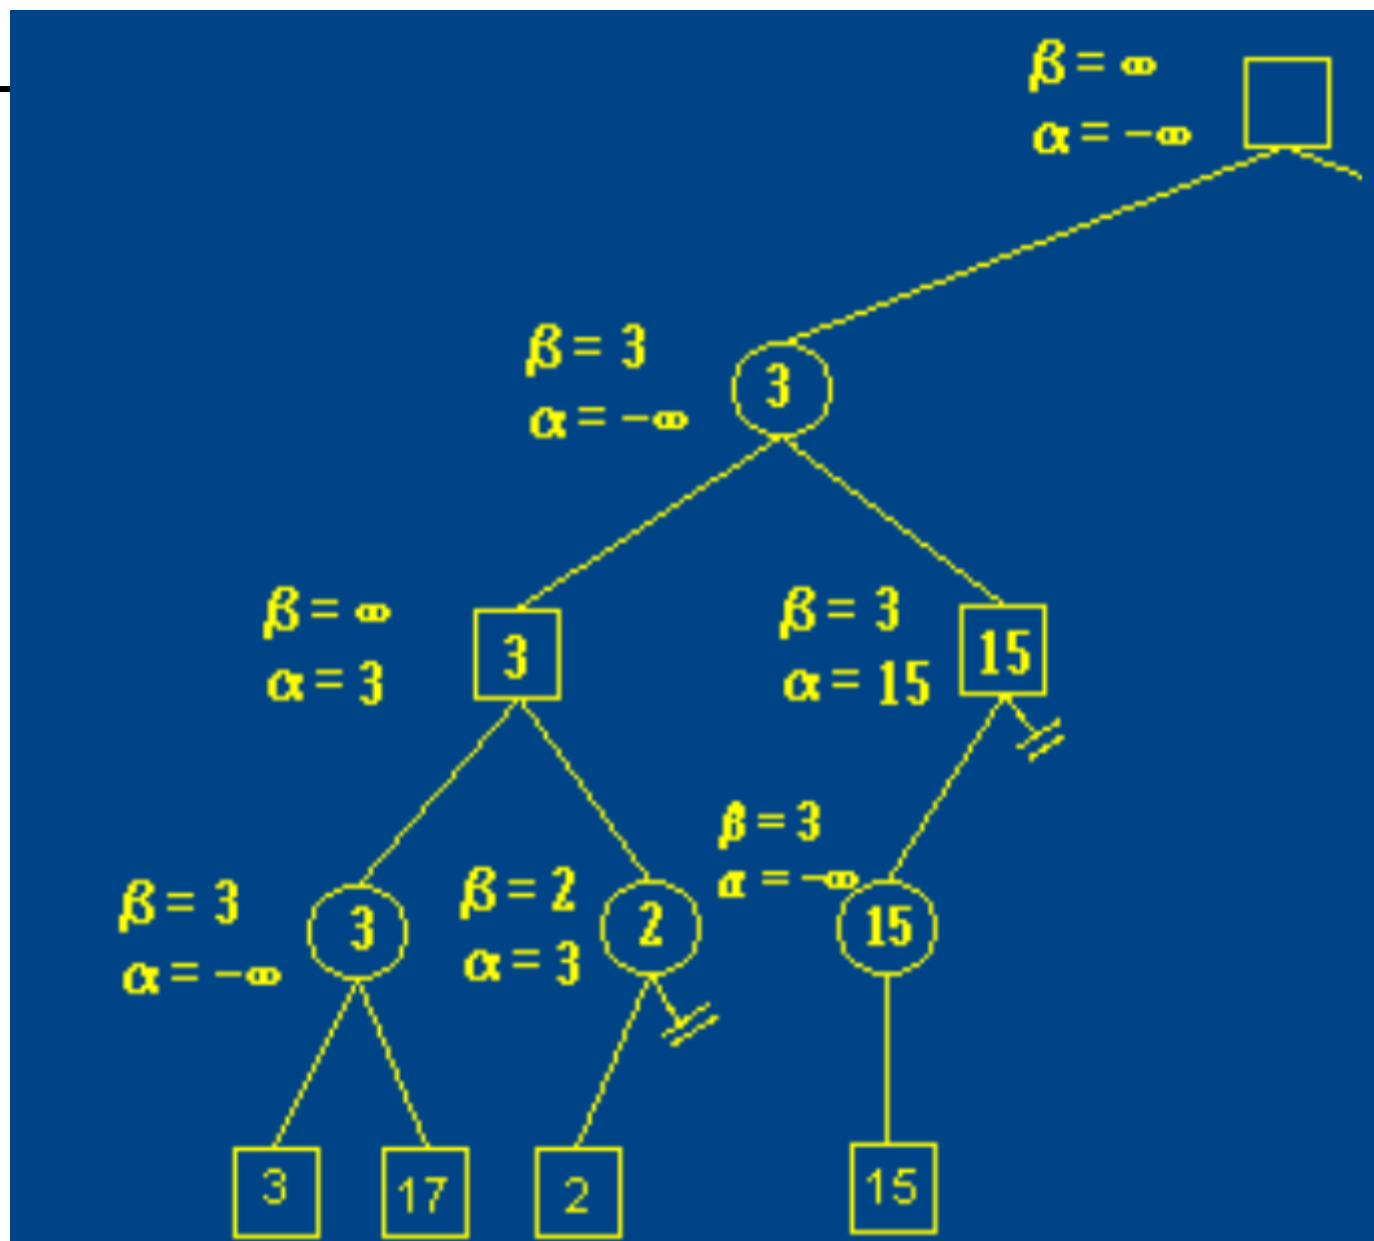 β = ∞
α = −∞
β = 3
α = −∞
3
β = ∞
α = 3
3
β = 3
α = 15
15
β = 3
α = −∞
3
β = 2
α = 3
2
β = 3
α = −∞
15
3
17
2
15